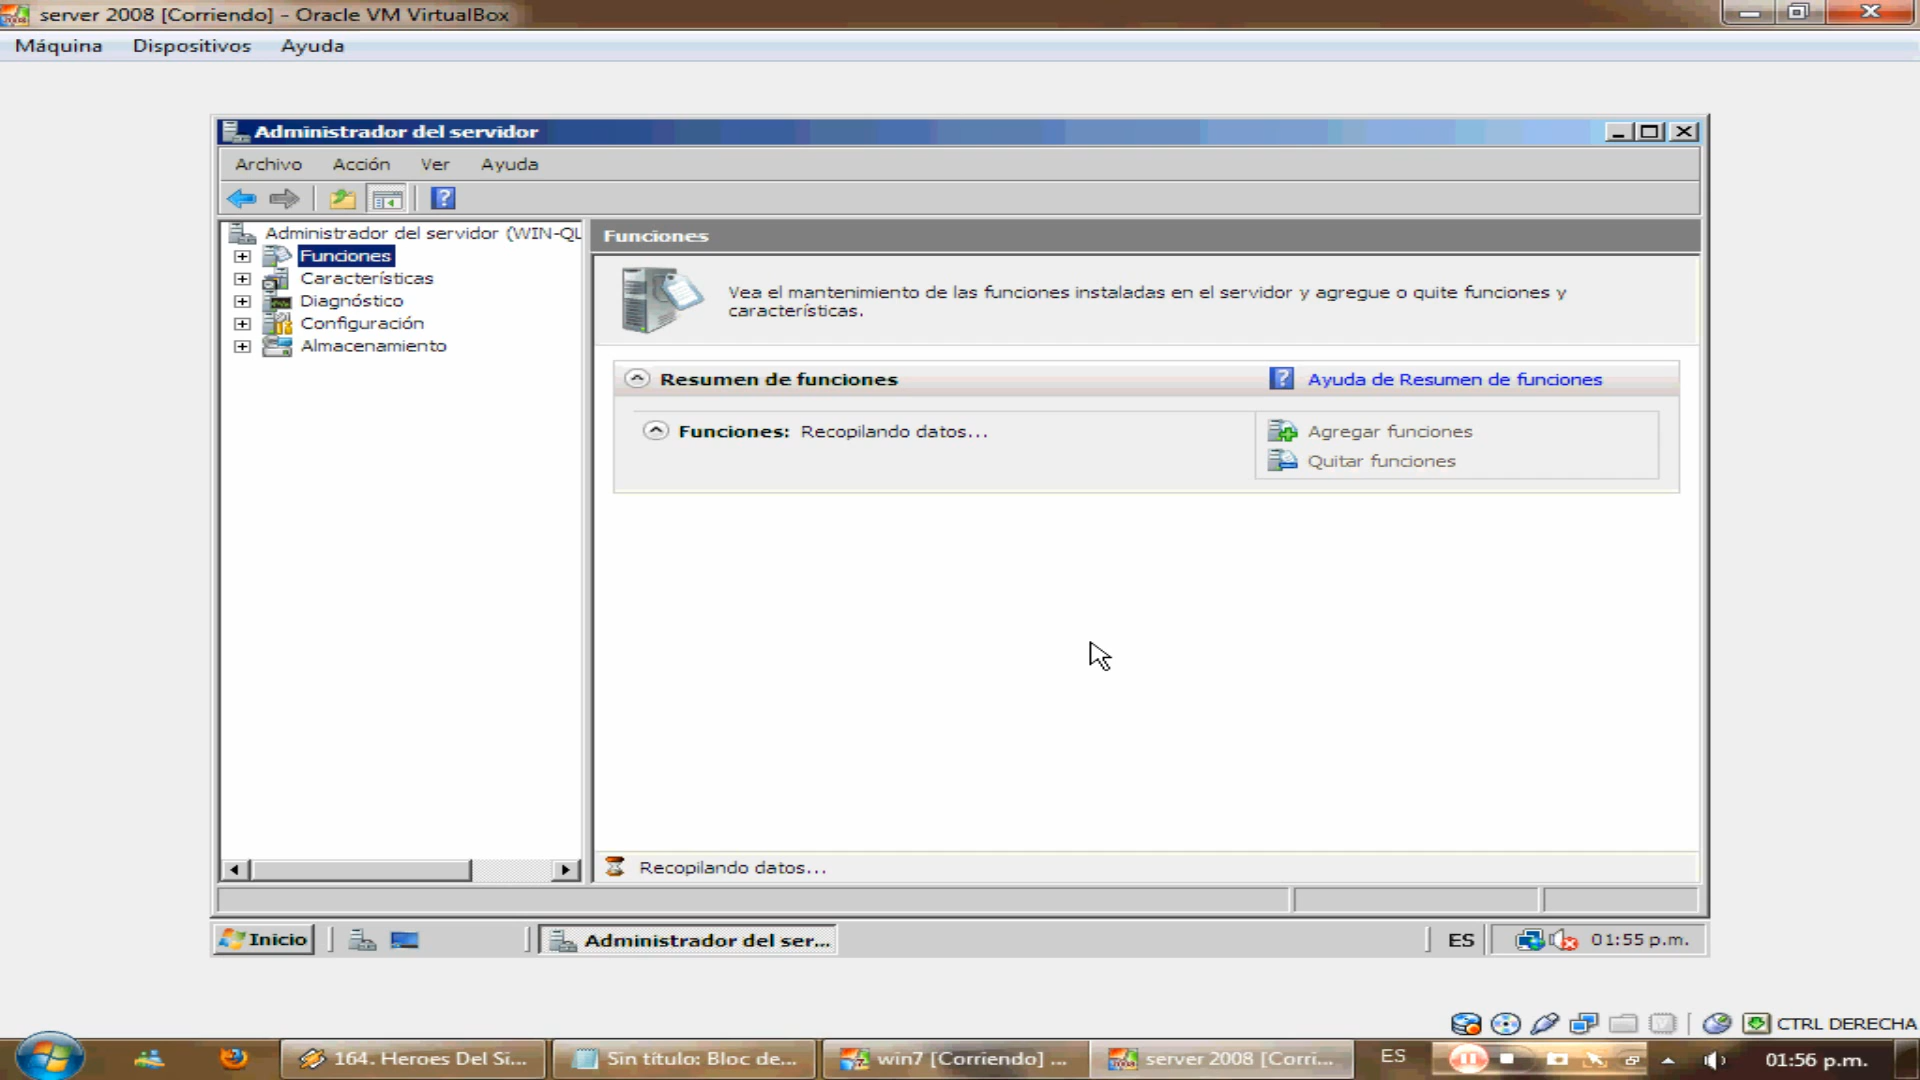 server 2008 [Corriendo] - Oracle VM VirtualBox
Máquina Dispositivos Ayuda
Administrador del servidor
Archivo Acción Ver Ayuda
Administrador del servidor (WIN-QL
Funciones
Características
Diagnóstico
Configuración
Almacenamiento
Funciones
Vea el mantenimiento de las funciones instaladas en el servidor y agregue o quite funciones y
características.
Resumen de funciones
Ayuda de Resumen de funciones
Funciones: Recopilando datos...
Agregar funciones
Quitar funciones
Recopilando datos...
Inicio
Administrador del ser...
ES
01:55 p.m.
CTRL DERECHA
164. Heroes Del Si...
Sin título: Bloc de...
win7 [Corriendo] ...
server 2008 [Corri...
ES
01:56 p.m.